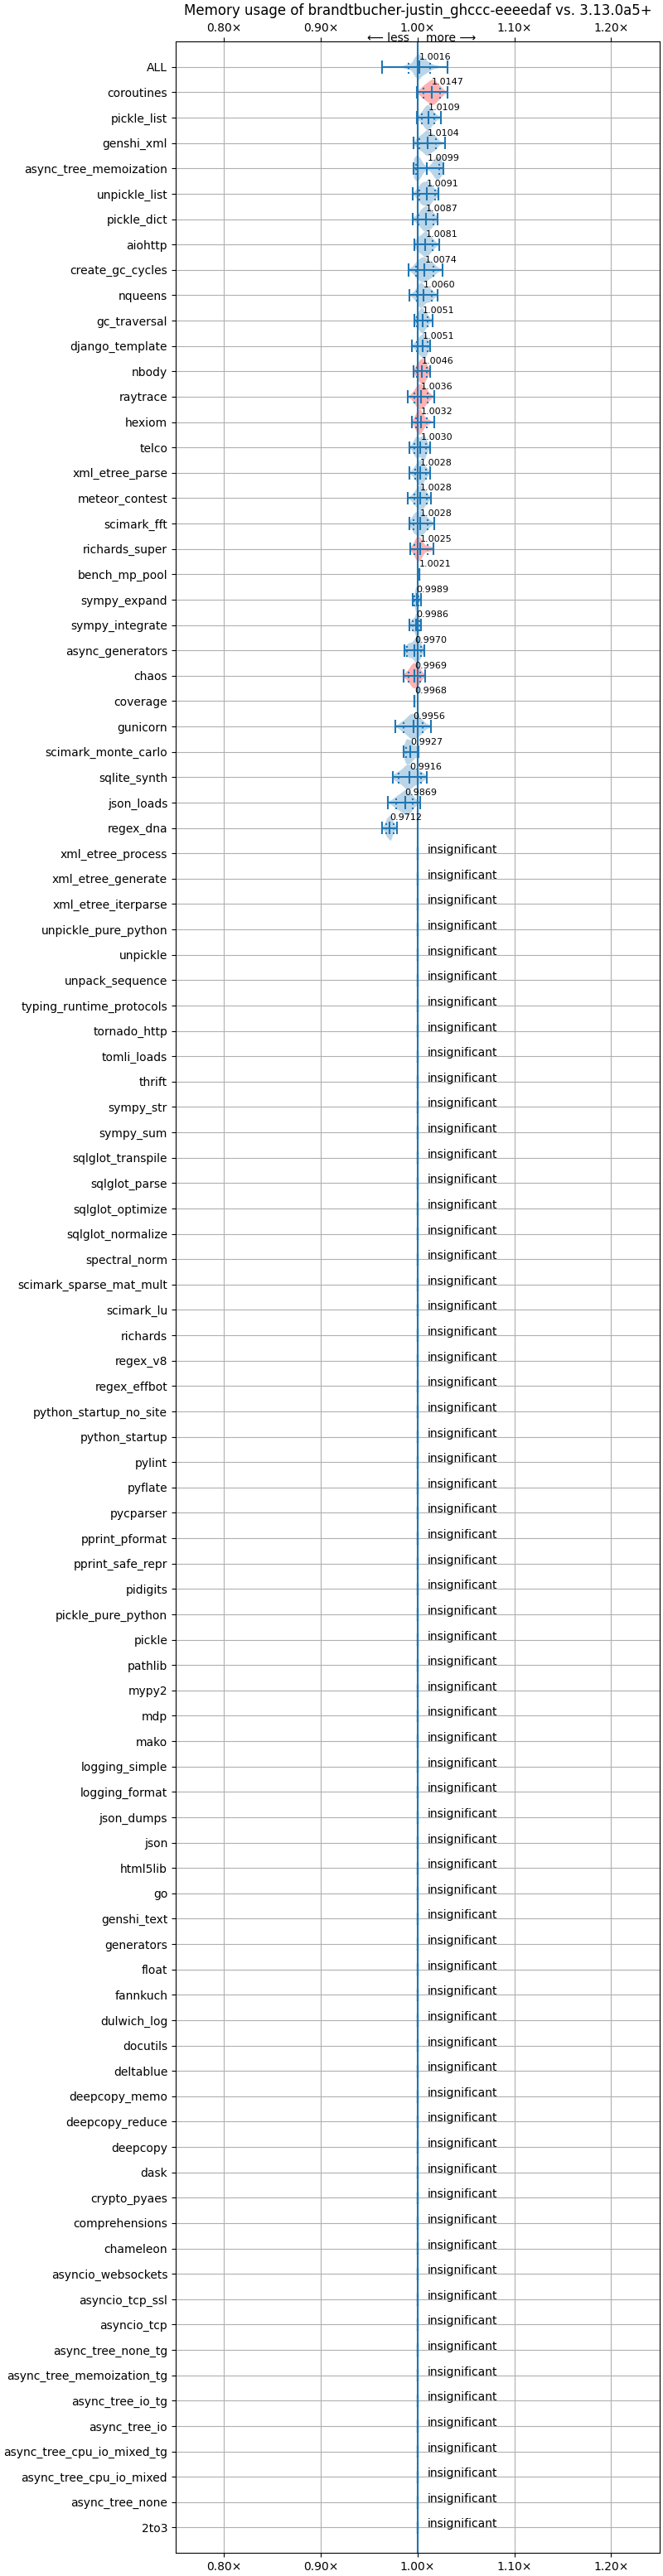 Memory usage of brandtbucher-justin_ghccc-eeeedaf vs. 3.13.0a5+
0.80× 0.90× 1.00× 1.10× 1.20×
⟵ less more ⟶
ALL 1.0016
coroutines 1.0147
pickle_list 1.0109
genshi_xml 1.0104
async_tree_memoization 1.0099
unpickle_list 1.0091
pickle_dict 1.0087
aiohttp 1.0081
create_gc_cycles 1.0074
nqueens 1.0060
gc_traversal 1.0051
django_template 1.0051
nbody 1.0046
raytrace 1.0036
hexiom 1.0032
telco 1.0030
xml_etree_parse 1.0028
meteor_contest 1.0028
scimark_fft 1.0028
richards_super 1.0025
bench_mp_pool 1.0021
sympy_expand 0.9989
sympy_integrate 0.9986
async_generators 0.9970
chaos 0.9969
coverage 0.9968
gunicorn 0.9956
scimark_monte_carlo 0.9927
sqlite_synth 0.9916
json_loads 0.9869
regex_dna 0.9712
xml_etree_process insignificant
xml_etree_generate insignificant
xml_etree_iterparse insignificant
unpickle_pure_python insignificant
unpickle insignificant
unpack_sequence insignificant
typing_runtime_protocols insignificant
tornado_http insignificant
tomli_loads insignificant
thrift insignificant
sympy_str insignificant
sympy_sum insignificant
sqlglot_transpile insignificant
sqlglot_parse insignificant
sqlglot_optimize insignificant
sqlglot_normalize insignificant
spectral_norm insignificant
scimark_sparse_mat_mult insignificant
scimark_lu insignificant
richards insignificant
regex_v8 insignificant
regex_effbot insignificant
python_startup_no_site insignificant
python_startup insignificant
pylint insignificant
pyflate insignificant
pycparser insignificant
pprint_pformat insignificant
pprint_safe_repr insignificant
pidigits insignificant
pickle_pure_python insignificant
pickle insignificant
pathlib insignificant
mypy2 insignificant
mdp insignificant
mako insignificant
logging_simple insignificant
logging_format insignificant
json_dumps insignificant
json insignificant
html5lib insignificant
go insignificant
genshi_text insignificant
generators insignificant
float insignificant
fannkuch insignificant
dulwich_log insignificant
docutils insignificant
deltablue insignificant
deepcopy_memo insignificant
deepcopy_reduce insignificant
deepcopy insignificant
dask insignificant
crypto_pyaes insignificant
comprehensions insignificant
chameleon insignificant
asyncio_websockets insignificant
asyncio_tcp_ssl insignificant
asyncio_tcp insignificant
async_tree_none_tg insignificant
async_tree_memoization_tg insignificant
async_tree_io_tg insignificant
async_tree_io insignificant
async_tree_cpu_io_mixed_tg insignificant
async_tree_cpu_io_mixed insignificant
async_tree_none insignificant
2to3 insignificant
0.80× 0.90× 1.00× 1.10× 1.20×